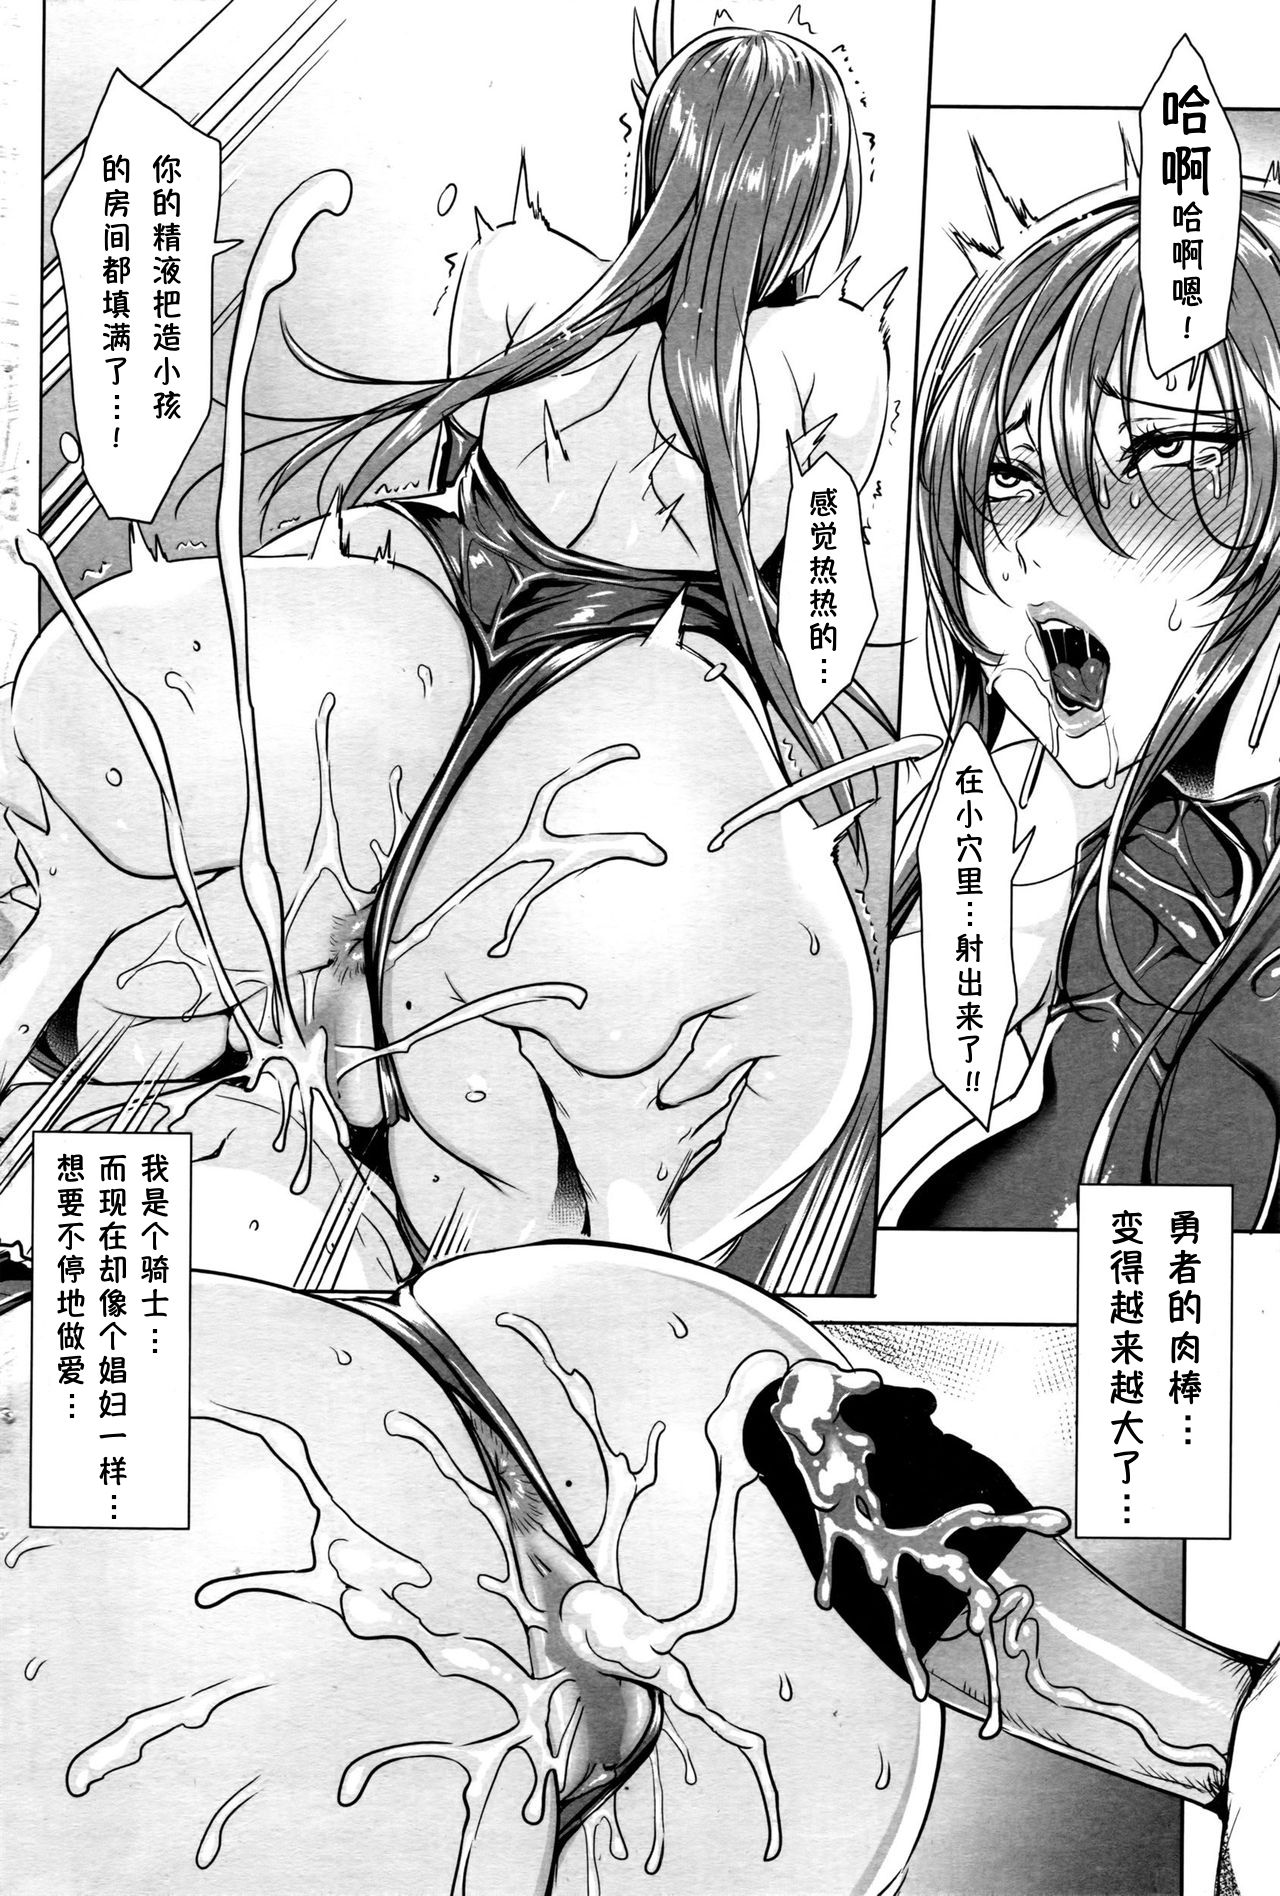 哈啊
哈啊嗯！
在小穴里…射出来了!!
感觉热热的…
你的精液把造小孩
的房间都填满了…！
勇者的肉棒…
变得越来越大了…
我是个骑士…
而现在却像个娼妇一样…
想要不停地做爱…